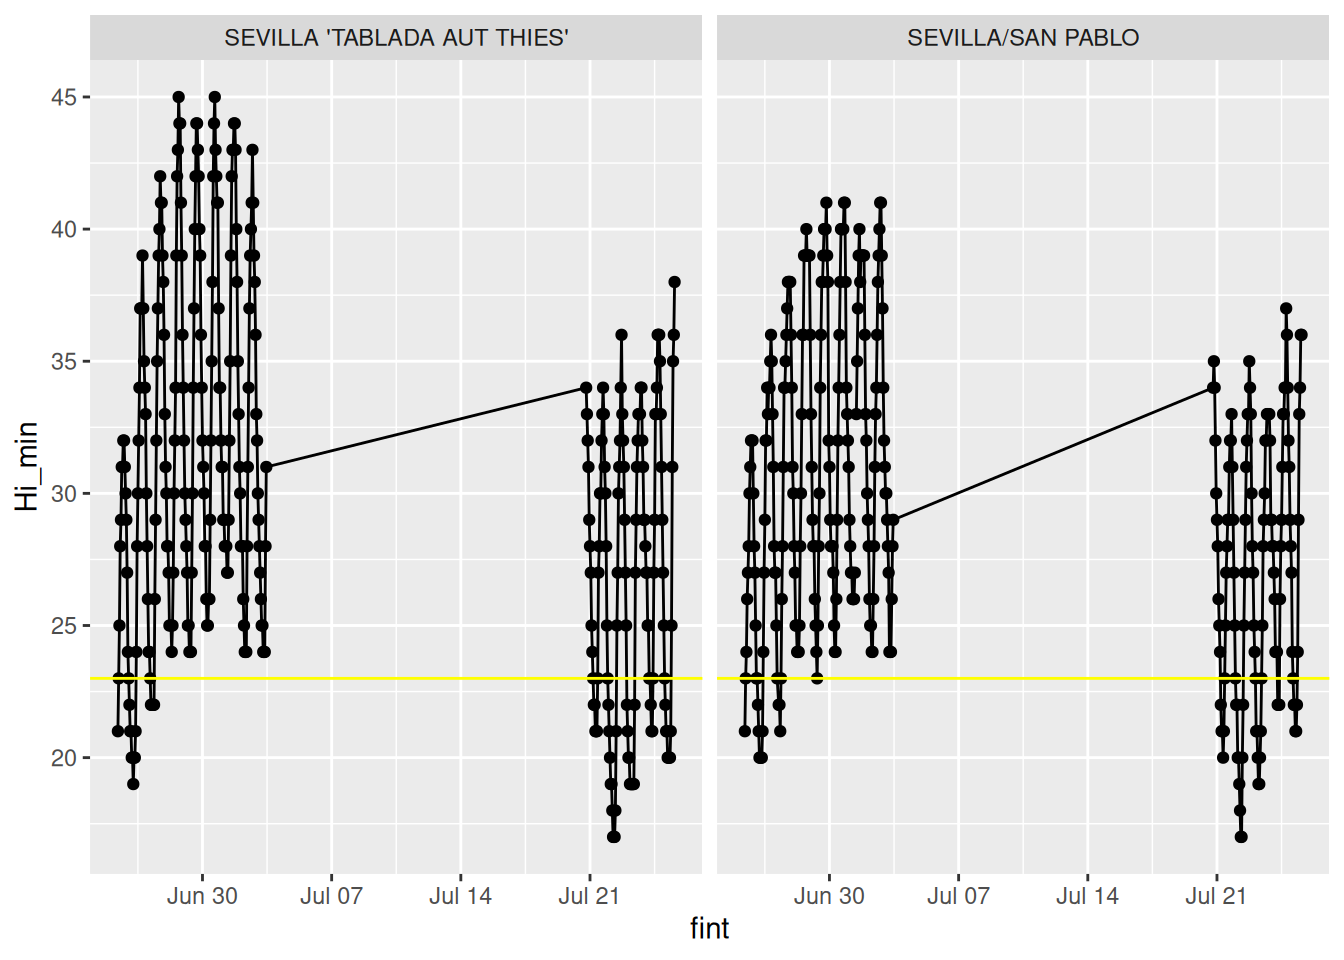 SEVILLA 'TABLADA AUT THIES'
SEVILLA/SAN PABLO
Hi_min
45
40
35
30
25
20
Jun 30
Jul 07
Jul 14
Jul 21
Jun 30
Jul 07
Jul 14
Jul 21
fint